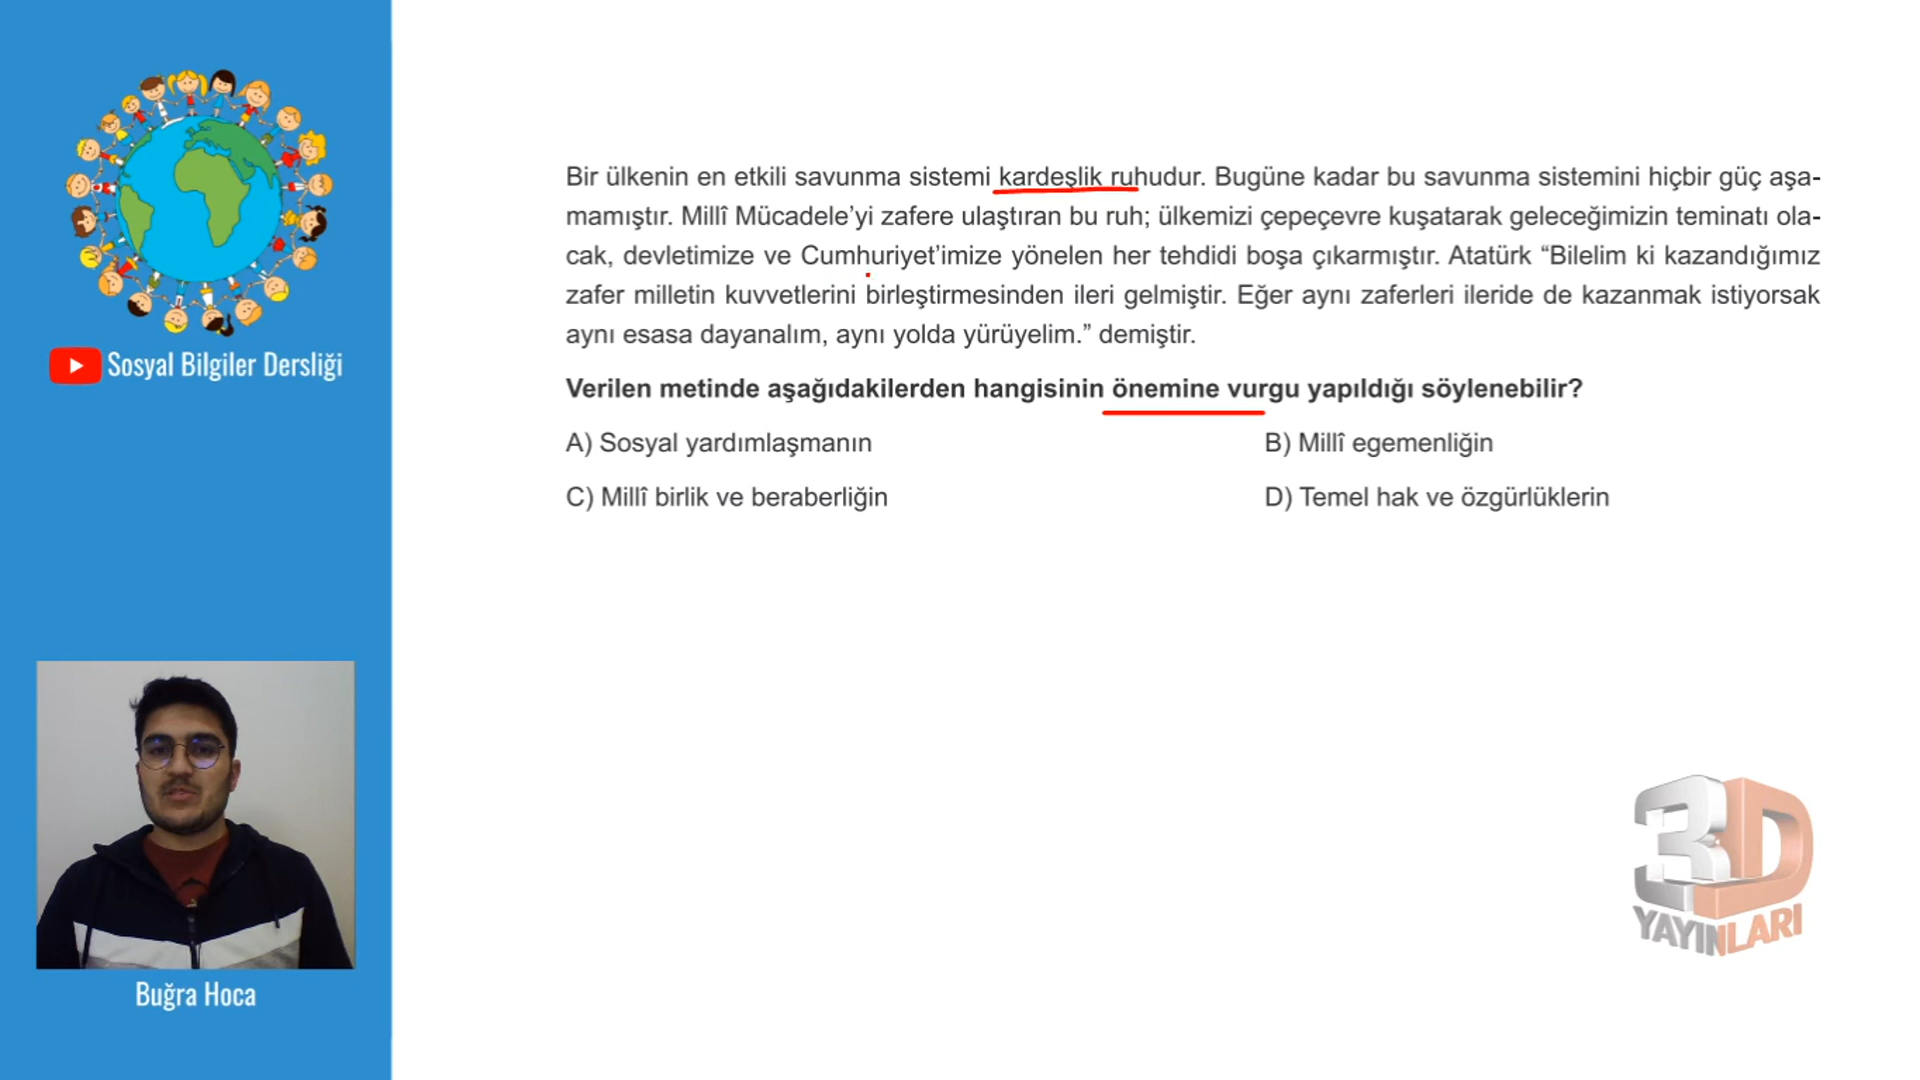 Bir ülkenin en etkili savunma sistemi kardeşlik ruhudur. Bugüne kadar bu savunma sistemini hiçbir güç aşa-
mamıştır. Millî Mücadele’yi zafere ulaştıran bu ruh; ülkemizi çepeçevre kuşatarak geleceğimizin teminatı ola-
cak, devletimize ve Cumhuriyet’imize yönelen her tehdidi boşa çıkarmıştır. Atatürk “Bilelim ki kazandığımız
zafer milletin kuvvetlerini birleştirmesinden ileri gelmiştir. Eğer aynı zaferleri ileride de kazanmak istiyorsak
aynı esasa dayanalım, aynı yolda yürüyelim.” demiştir.
Verilen metinde aşağıdakilerden hangisinin önemine vurgu yapıldığı söylenebilir?
A) Sosyal yardımlaşmanın
B) Millî egemenliğin
C) Millî birlik ve beraberliğin
D) Temel hak ve özgürlüklerin
Sosyal Bilgiler Dersliği
Buğra Hoca
3D
YAYINLARI